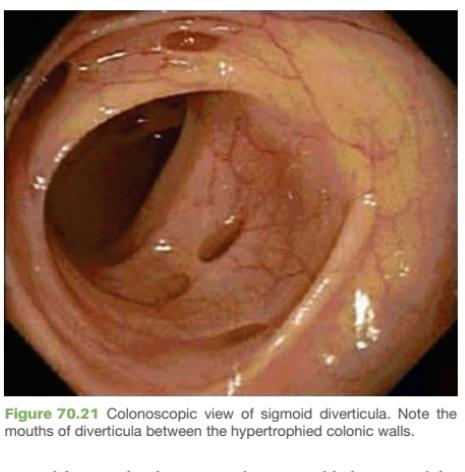 Figure 70.21 Colonoscopic view of sigmoid diverticula. Note the
mouths of diverticula between the hypertrophied colonic walls.